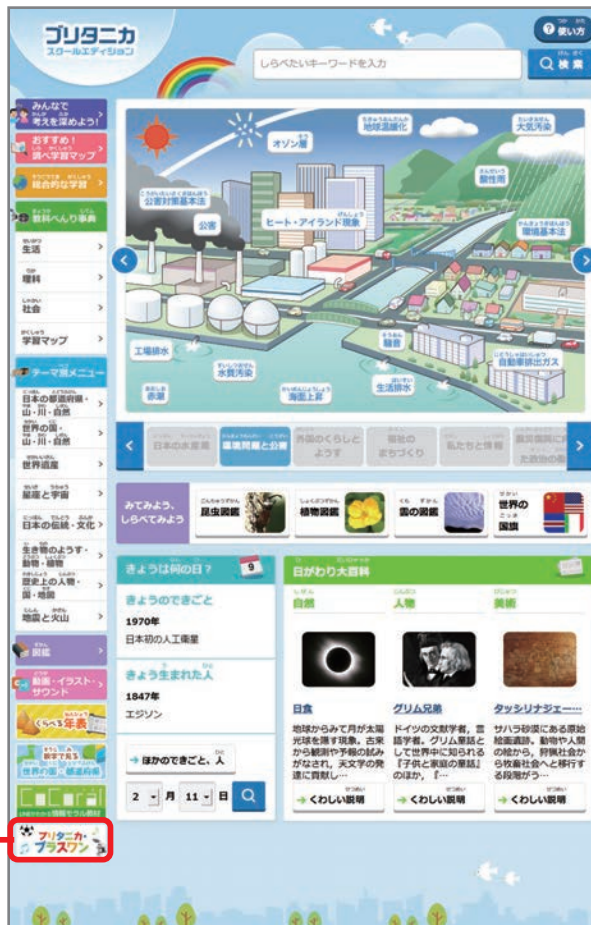 ブリタニカ
スクールエディション
使い方
しらべたいキーワードを入力
検索
みんなで
考えを深めよう!
おすすめ!
調べ学習マップ
総合的な学習
教科べんり事典
生活
理科
社会
学習マップ
テーマ別メニュー
日本の都道府県・
山・川・自然
世界の国・
山・川・自然
世界遺産
星座と宇宙
日本の伝統・文化
生き物のようす・
動物・植物
歴史上の人物・
国・地図
地震と火山
図鑑
動画・イラスト・
サウンド
くらべる年表
数字で見る
世界の国・都道府県
CoCoral
ブリタニカ・
プラスワン
地球温暖化
大気汚染
オゾン層
酸性雨
公害対策基本法
公害
ヒート・アイランド現象
環境基本法
騒音
自動車排出ガス
工場排水
水質汚染
生活排水
赤潮
海面上昇
日本の水産業
環境問題と公害
外国のくらしと
ようす
福祉の
まちづくり
私たちと情報
みてみよう、
しらべてみよう
昆虫図鑑
植物図鑑
雲の図鑑
世界の
国旗
きょうは何の日?
9
きょうのできごと
1970年
日本初の人工衛星
きょう生まれた人
1847年
エジソン
ほかのできごと、人
2 月 11 日
日がわり大百科
自然
人物
美術
日食
地球からみて月が太陽
光球を隠す現象。古来
から観測や予報の試み
がなされ、天文学の発
達に貢献し…
くわしい説明
グリム兄弟
ドイツの文献学者，言
語学者。グリム童話と
して世界中に知られる
『子供と家庭の童話』
のほか，『…
くわしい説明
タッシリナジェー…
サハラ砂漠にある原始
絵画遺跡。動物や人間
の絵から，狩猟社会か
ら牧畜社会へと移行す
る段階がう…
くわしい説明